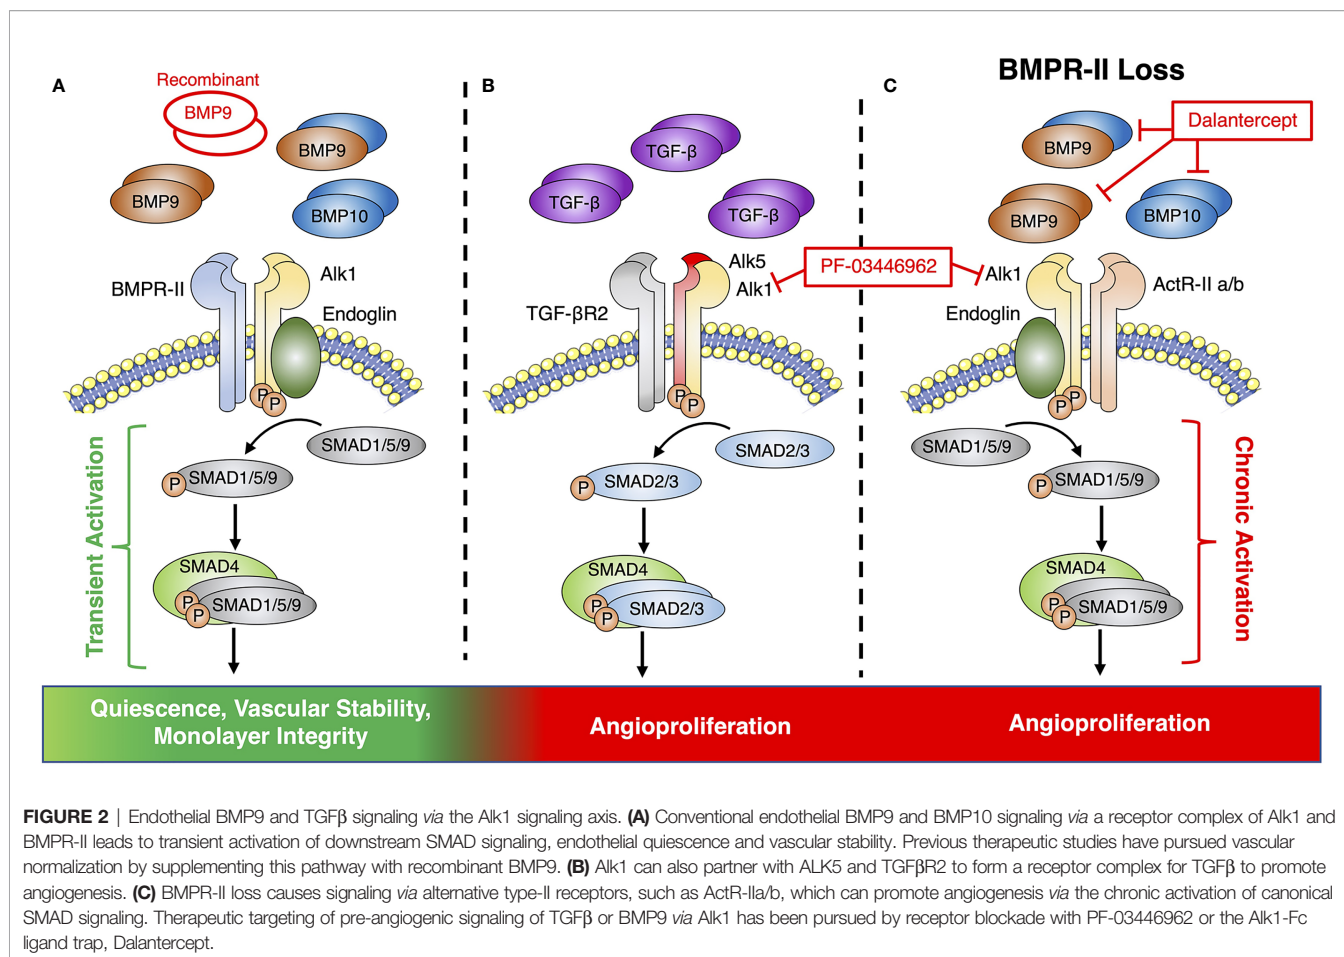 BMPR-II Loss
A
Recombinant
BMP9
BMP9
BMP9
BMP10
BMPR-II
Alk1
Endoglin
P
P
SMAD1/5/9
P
SMAD1/5/9
SMAD4
P
P
SMAD1/5/9
Transient Activation
B
TGF-β
TGF-β
TGF-β
Alk5
Alk1
TGF-βR2
PF-03446962
P
P
SMAD2/3
P
SMAD2/3
SMAD4
P
P
SMAD2/3
C
Dalantercept
BMP9
BMP9
BMP10
Alk1
ActR-II a/b
Endoglin
P
P
SMAD1/5/9
P
SMAD1/5/9
SMAD4
P
P
SMAD1/5/9
Chronic Activation
Quiescence, Vascular Stability,
Monolayer Integrity
Angioproliferation
Angioproliferation
FIGURE 2 | Endothelial BMP9 and TGFβ signaling via the Alk1 signaling axis. (A) Conventional endothelial BMP9 and BMP10 signaling via a receptor complex of Alk1 and
BMPR-II leads to transient activation of downstream SMAD signaling, endothelial quiescence and vascular stability. Previous therapeutic studies have pursued vascular
normalization by supplementing this pathway with recombinant BMP9. (B) Alk1 can also partner with ALK5 and TGFβR2 to form a receptor complex for TGFβ to promote
angiogenesis. (C) BMPR-II loss causes signaling via alternative type-II receptors, such as ActR-IIa/b, which can promote angiogenesis via the chronic activation of canonical
SMAD signaling. Therapeutic targeting of pre-angiogenic signaling of TGFβ or BMP9 via Alk1 has been pursued by receptor blockade with PF-03446962 or the Alk1-Fc
ligand trap, Dalantercept.